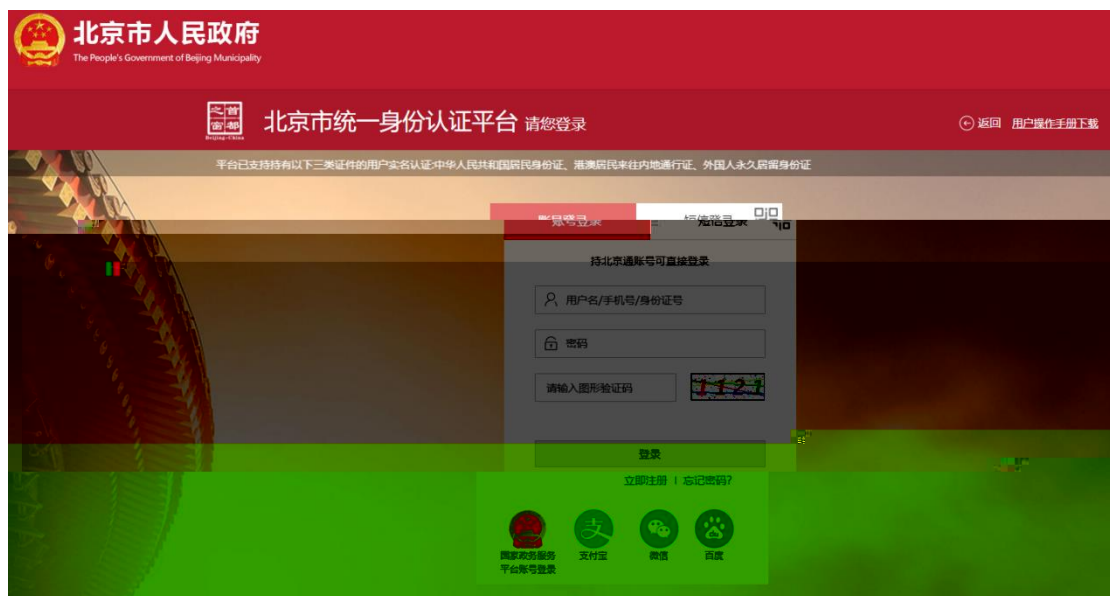 北京市人民政府
The People's Government of Beijing Municipality
之首
窗都
Beijing-China
北京市统一身份认证平台 请您登录
返回 用户操作手册下载
平台已支持持有以下三类证件的用户实名认证:中华人民共和国居民身份证、港澳居民来往内地通行证、外国人永久居留身份证
账号登录 短信登录
持北京通账号可直接登录
用户名/手机号/身份证号
密码
请输入图形验证码 1121
登录
立即注册 | 忘记密码?
国家政务服务 支付宝 微信 百度
平台账号登录